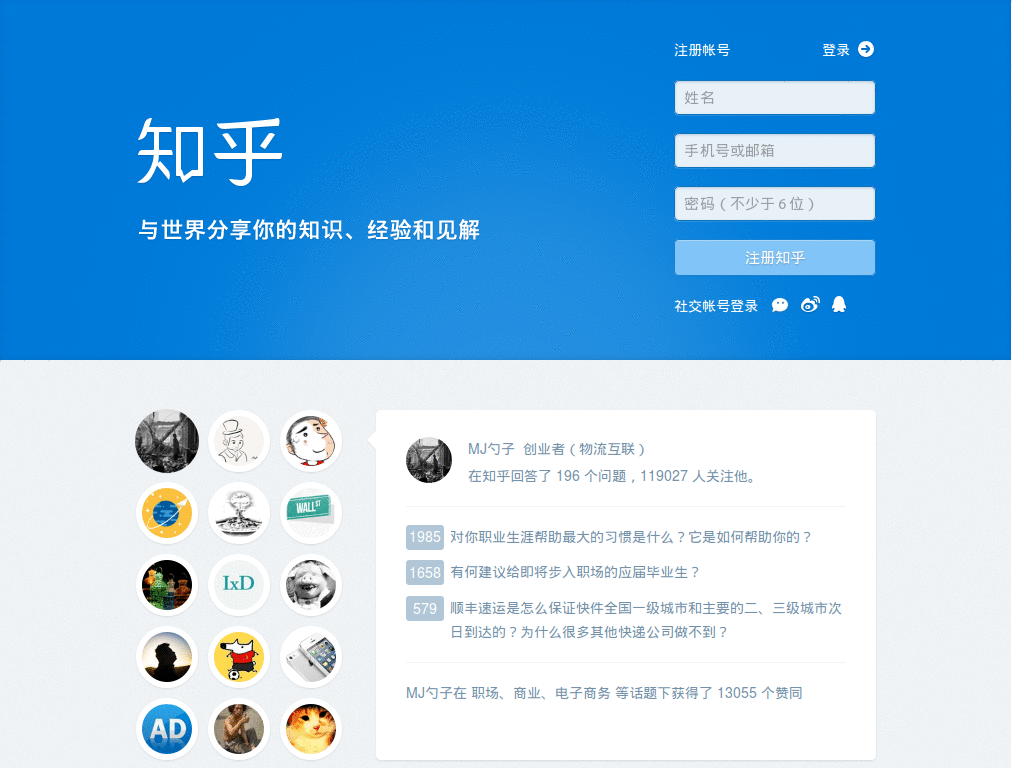 注册帐号
登录
姓名
手机号或邮箱
密码（不少于 6 位）
注册知乎
社交帐号登录
知乎
与世界分享你的知识、经验和见解
WALL ST
IxD
AD
MJ勺子 创业者（物流互联）
在知乎回答了 196 个问题，119027 人关注他。
1985 对你职业生涯帮助最大的习惯是什么？它是如何帮助你的？
1658 有何建议给即将步入职场的应届毕业生？
579 顺丰速运是怎么保证快件全国一级城市和主要的二、三级城市次
日到达的？为什么很多其他快递公司做不到？
MJ勺子在 职场、商业、电子商务 等话题下获得了 13055 个赞同